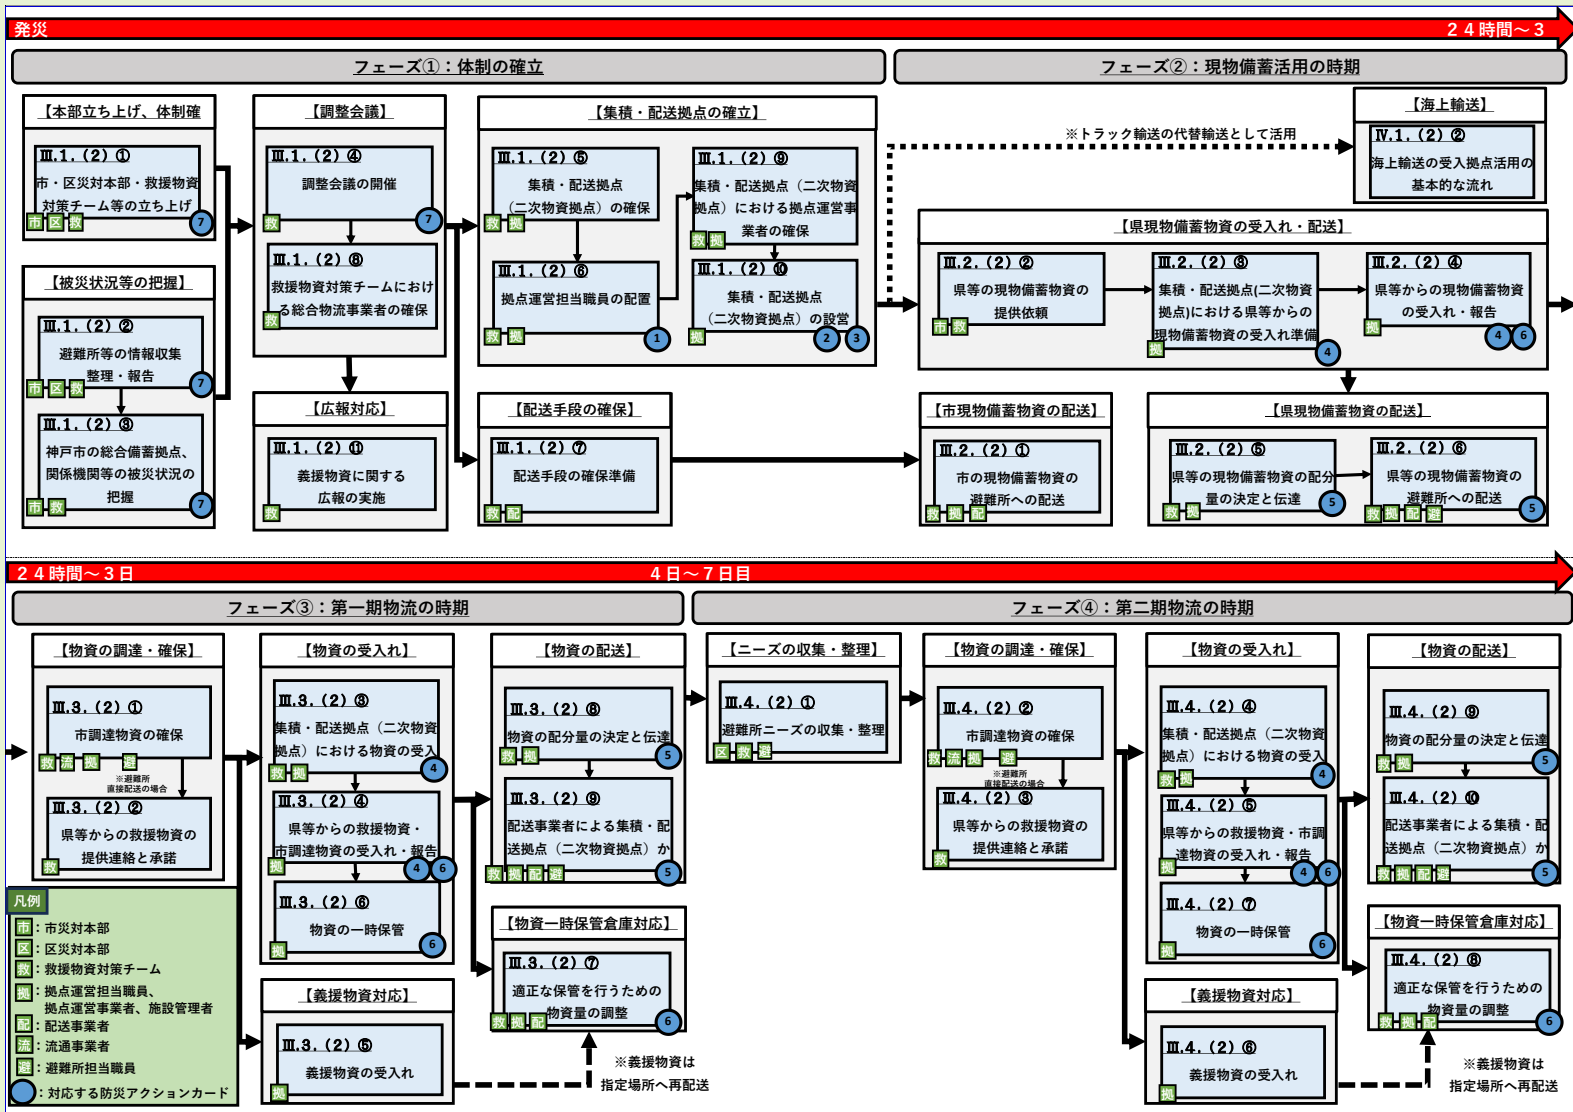 発災
24時間～3
フェーズ①：体制の確立
フェーズ②：現物備蓄活用の時期
【本部立ち上げ、体制確
Ⅲ.1.(2)①
市・区災対本部・救援物資
対策チーム等の立ち上げ
市 区 救
7
【被災状況等の把握】
Ⅲ.1.(2)②
避難所等の情報収集
整理・報告
市 区 救
7
Ⅲ.1.(2)③
神戸市の総合備蓄拠点、
関係機関等の被災状況の
把握
市 救
7
【調整会議】
Ⅲ.1.(2)④
調整会議の開催
救
7
Ⅲ.1.(2)⑧
救援物資対策チームにおけ
る総合物流事業者の確保
救
【広報対応】
Ⅲ.1.(2)⑪
義援物資に関する
広報の実施
救
【集積・配送拠点の確立】
Ⅲ.1.(2)⑤
集積・配送拠点
（二次物資拠点）の確保
救 拠
Ⅲ.1.(2)⑥
拠点運営担当職員の配置
救 拠
1
Ⅲ.1.(2)⑨
集積・配送拠点（二次物資
拠点）における拠点運営事
業者の確保
救 拠
Ⅲ.1.(2)⑩
集積・配送拠点
（二次物資拠点）の設営
拠
2 3
【配送手段の確保】
Ⅲ.1.(2)⑦
配送手段の確保準備
救 配
※トラック輸送の代替輸送として活用
【海上輸送】
Ⅳ.1.(2)②
海上輸送の受入拠点活用の
基本的な流れ
【県現物備蓄物資の受入れ・配送】
Ⅲ.2.(2)②
県等の現物備蓄物資の
提供依頼
市 救
Ⅲ.2.(2)③
集積・配送拠点(二次物資
拠点)における県等からの
現物備蓄物資の受入れ準備
拠
4
Ⅲ.2.(2)④
県等からの現物備蓄物資
の受入れ・報告
拠
4 6
【市現物備蓄物資の配送】
Ⅲ.2.(2)①
市の現物備蓄物資の
避難所への配送
救 拠 配
【県現物備蓄物資の配送】
Ⅲ.2.(2)⑤
県等の現物備蓄物資の配分
量の決定と伝達
救 拠
5
Ⅲ.2.(2)⑥
県等の現物備蓄物資の
避難所への配送
救 拠 配 避
5
24時間～3日
4日～7日目
フェーズ③：第一期物流の時期
フェーズ④：第二期物流の時期
【物資の調達・確保】
Ⅲ.3.(2)①
市調達物資の確保
救 流 拠 避
※避難所
直接配送の場合
Ⅲ.3.(2)②
県等からの救援物資の
提供連絡と承諾
救
【物資の受入れ】
Ⅲ.3.(2)③
集積・配送拠点（二次物資
拠点）における物資の受入
救 拠
4
Ⅲ.3.(2)④
県等からの救援物資・
市調達物資の受入れ・報告
拠
4 6
Ⅲ.3.(2)⑥
物資の一時保管
拠
6
【義援物資対応】
Ⅲ.3.(2)⑤
義援物資の受入れ
拠
【物資の配送】
Ⅲ.3.(2)⑧
物資の配分量の決定と伝達
救 拠
5
Ⅲ.3.(2)⑨
配送事業者による集積・配
送拠点（二次物資拠点）か
救 拠 配 避
5
【物資一時保管倉庫対応】
Ⅲ.3.(2)⑦
適正な保管を行うための
物資量の調整
救 拠 配
6
※義援物資は
指定場所へ再配送
【ニーズの収集・整理】
Ⅲ.4.(2)①
避難所ニーズの収集・整理
区 救 避
【物資の調達・確保】
Ⅲ.4.(2)②
市調達物資の確保
救 流 拠 避
※避難所
直接配送の場合
Ⅲ.4.(2)③
県等からの救援物資の
提供連絡と承諾
救
【物資の受入れ】
Ⅲ.4.(2)④
集積・配送拠点（二次物資
拠点）における物資の受入
救 拠
4
Ⅲ.4.(2)⑤
県等からの救援物資・市調
達物資の受入れ・報告
拠
4 6
Ⅲ.4.(2)⑦
物資の一時保管
拠
6
【義援物資対応】
Ⅲ.4.(2)⑥
義援物資の受入れ
拠
【物資の配送】
Ⅲ.4.(2)⑨
物資の配分量の決定と伝達
救 拠
5
Ⅲ.4.(2)⑩
配送事業者による集積・配
送拠点（二次物資拠点）か
救 拠 配 避
5
【物資一時保管倉庫対応】
Ⅲ.4.(2)⑧
適正な保管を行うための
物資量の調整
救 拠 配
6
※義援物資は
指定場所へ再配送
凡例
市：市災対本部
区：区災対本部
救：救援物資対策チーム
拠：拠点運営担当職員、
拠点運営事業者、施設管理者
配：配送事業者
流：流通事業者
避：避難所担当職員
：対応する防災アクションカード